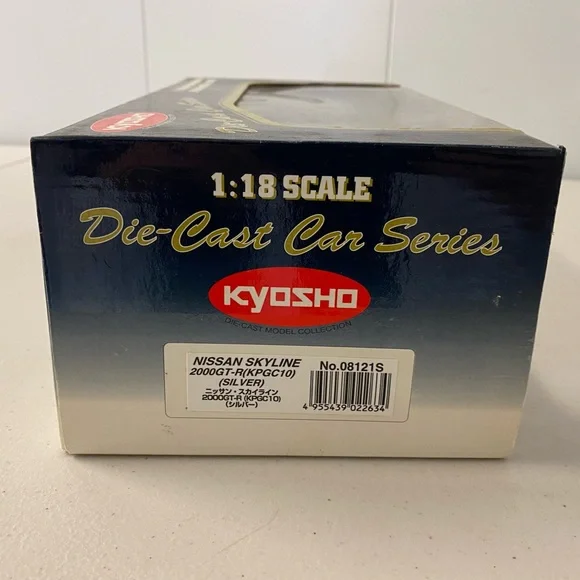 KYOSHO
1:18 SCALE
Die-Cast Car Series
KYOSHO
DIE-CAST MODEL COLLECTION
NISSAN SKYLINE
2000GT-R(KPGC10)
(SILVER)
ニッサン・スカイライン
2000GT-R (KPGC10)
(シルバー)
No.08121S
4 955439 022634